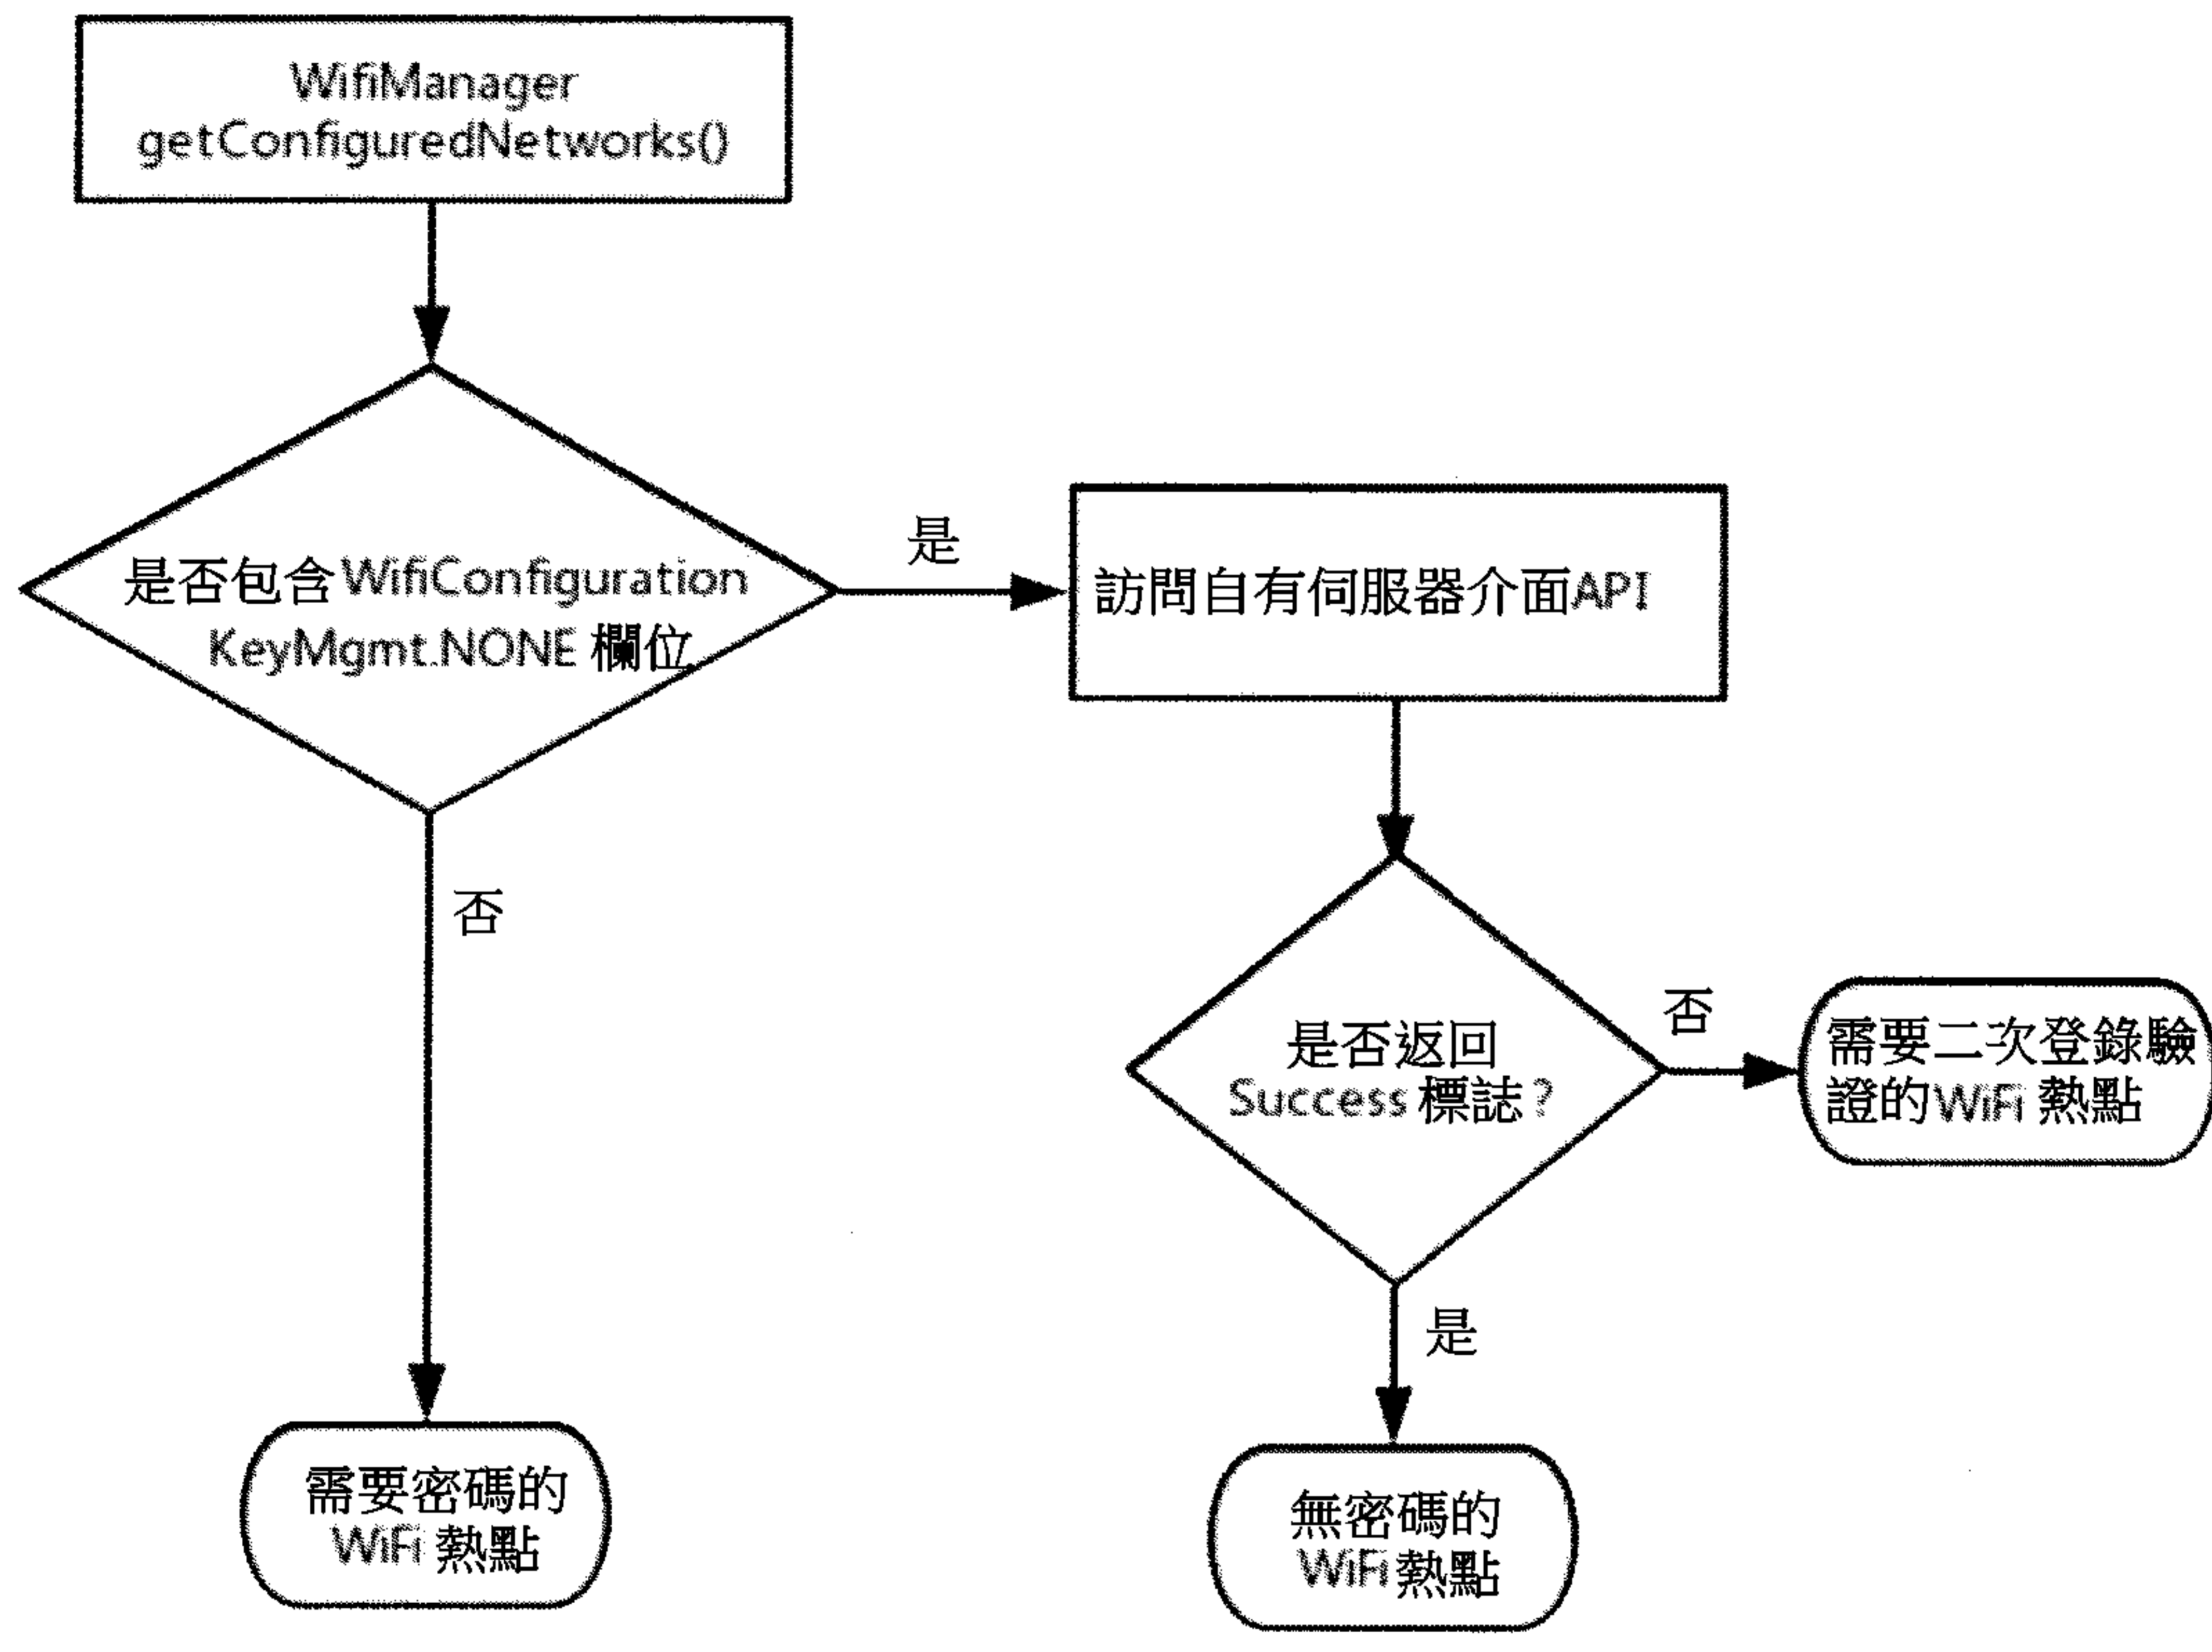 WifiManager
getConfiguredNetworks()
是否包含WifiConfiguration
KeyMgmt.NONE 欄位
是
訪問自有伺服器介面API
否
是否返回
Success 標誌?
否
需要二次登錄驗
證的WiFi 熱點
是
需要密碼的
WiFi 熱點
無密碼的
WiFi 熱點